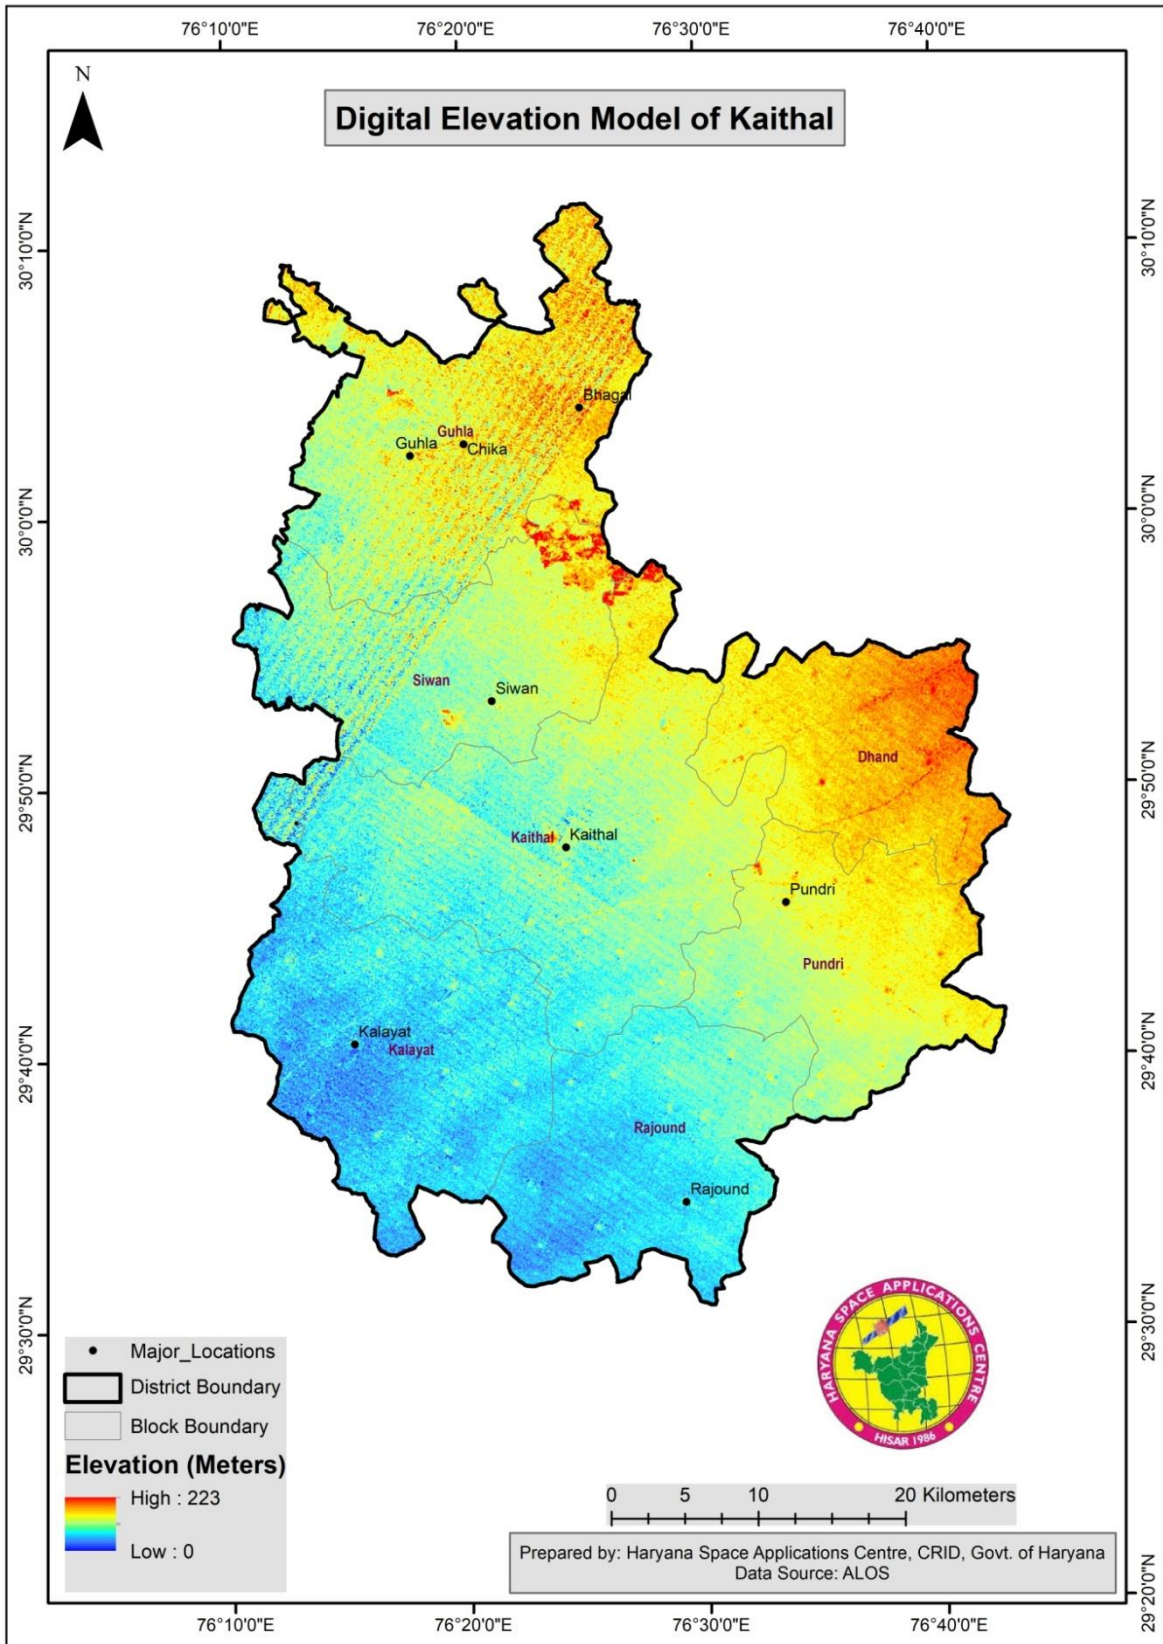 76°10'0"E
76°20'0"E
76°30'0"E
76°40'0"E
N
Digital Elevation Model of Kaithal
30°10'0"N
30°10'0"N
Bhagal
Guhla
Guhla
Chika
30°0'0"N
30°0'0"N
Siwan
Siwan
Dhand
29°50'0"N
29°50'0"N
Kaithal
Kaithal
Pundri
Pundri
Kalayat
Kalayat
29°40'0"N
29°40'0"N
Rajound
Rajound
29°30'0"N
29°30'0"N
HARYANA SPACE APPLICATIONS CENTRE
HISAR 1986
Major_Locations
District Boundary
Block Boundary
Elevation (Meters)
High : 223
Low : 0
0 5 10 20 Kilometers
Prepared by: Haryana Space Applications Centre, CRID, Govt. of Haryana
Data Source: ALOS
29°20'0"N
76°10'0"E
76°20'0"E
76°30'0"E
76°40'0"E